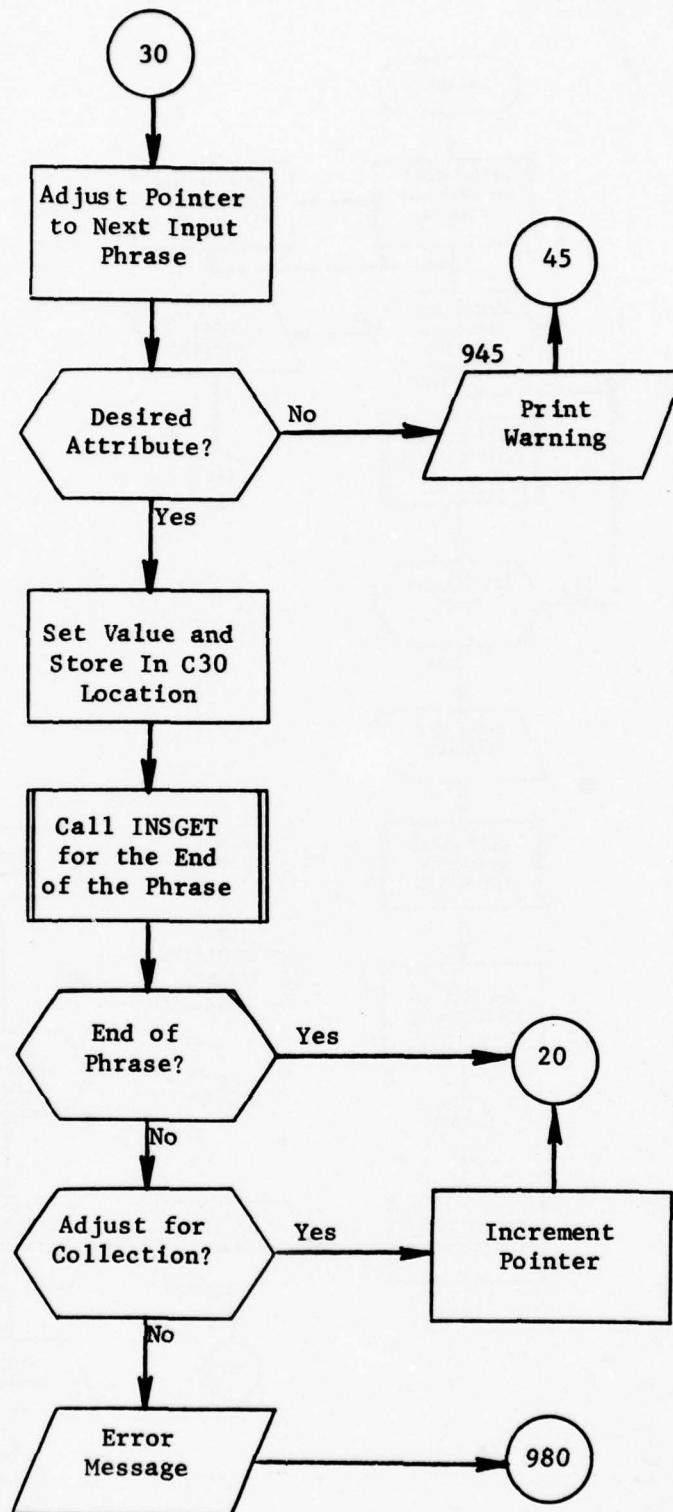 30
Adjust Pointer
to Next Input
Phrase
45
945
Desired
Attribute?
No
Print
Warning
Yes
Set Value and
Store In C30
Location
Call INSGET
for the End
of the Phrase
End of
Phrase?
Yes
20
No
Adjust for
Collection?
Yes
Increment
Pointer
No
Error
Message
980